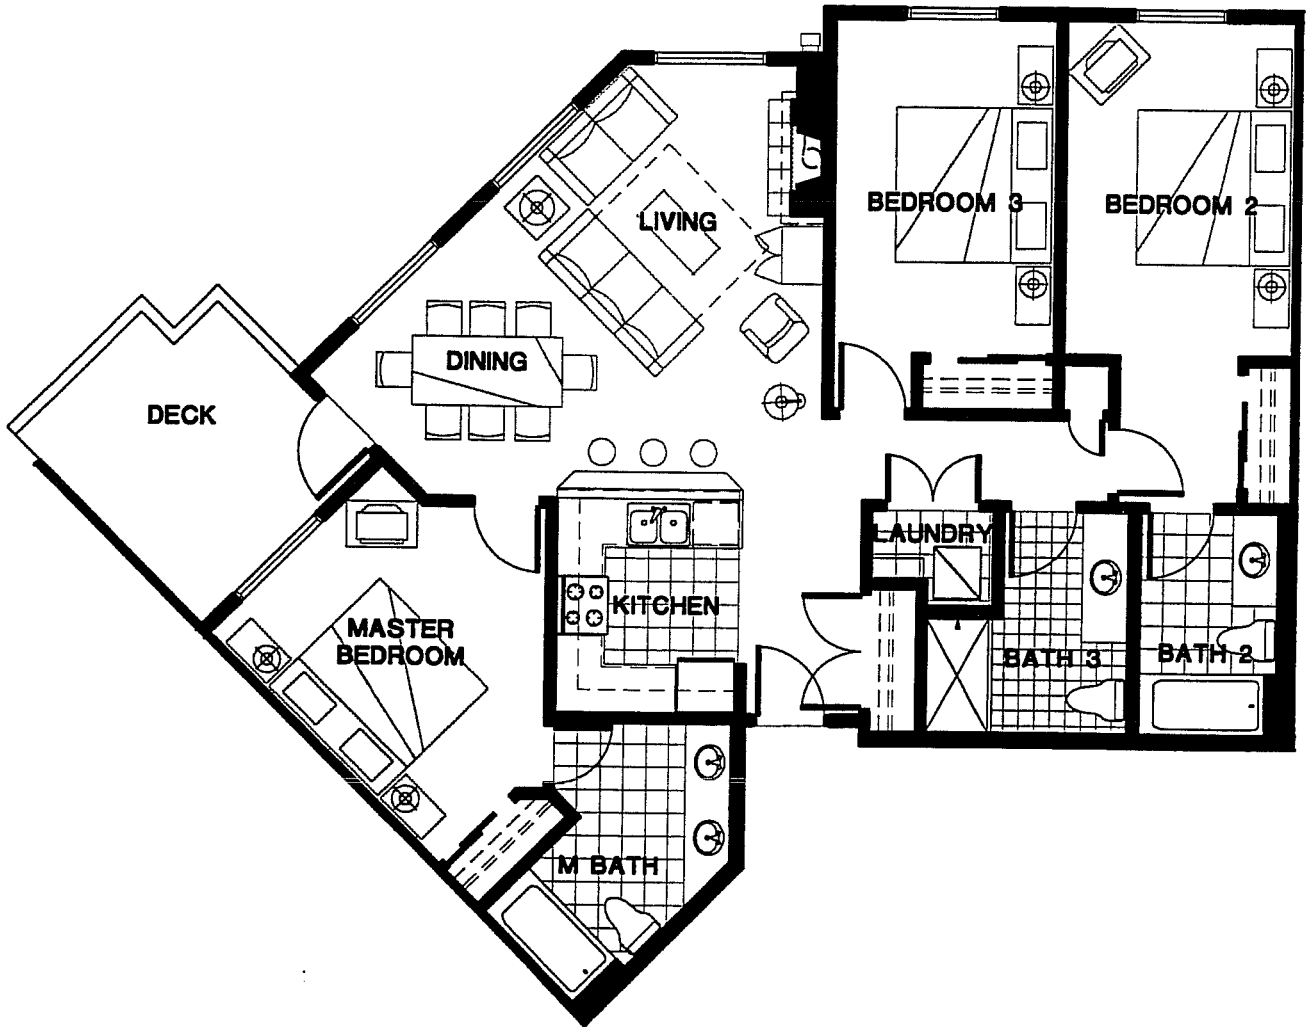 BEDROOM 3
BEDROOM 2
LIVING
DINING
DECK
LAUNDRY
KITCHEN
MASTER
BEDROOM
BATH 3
BATH 2
M BATH